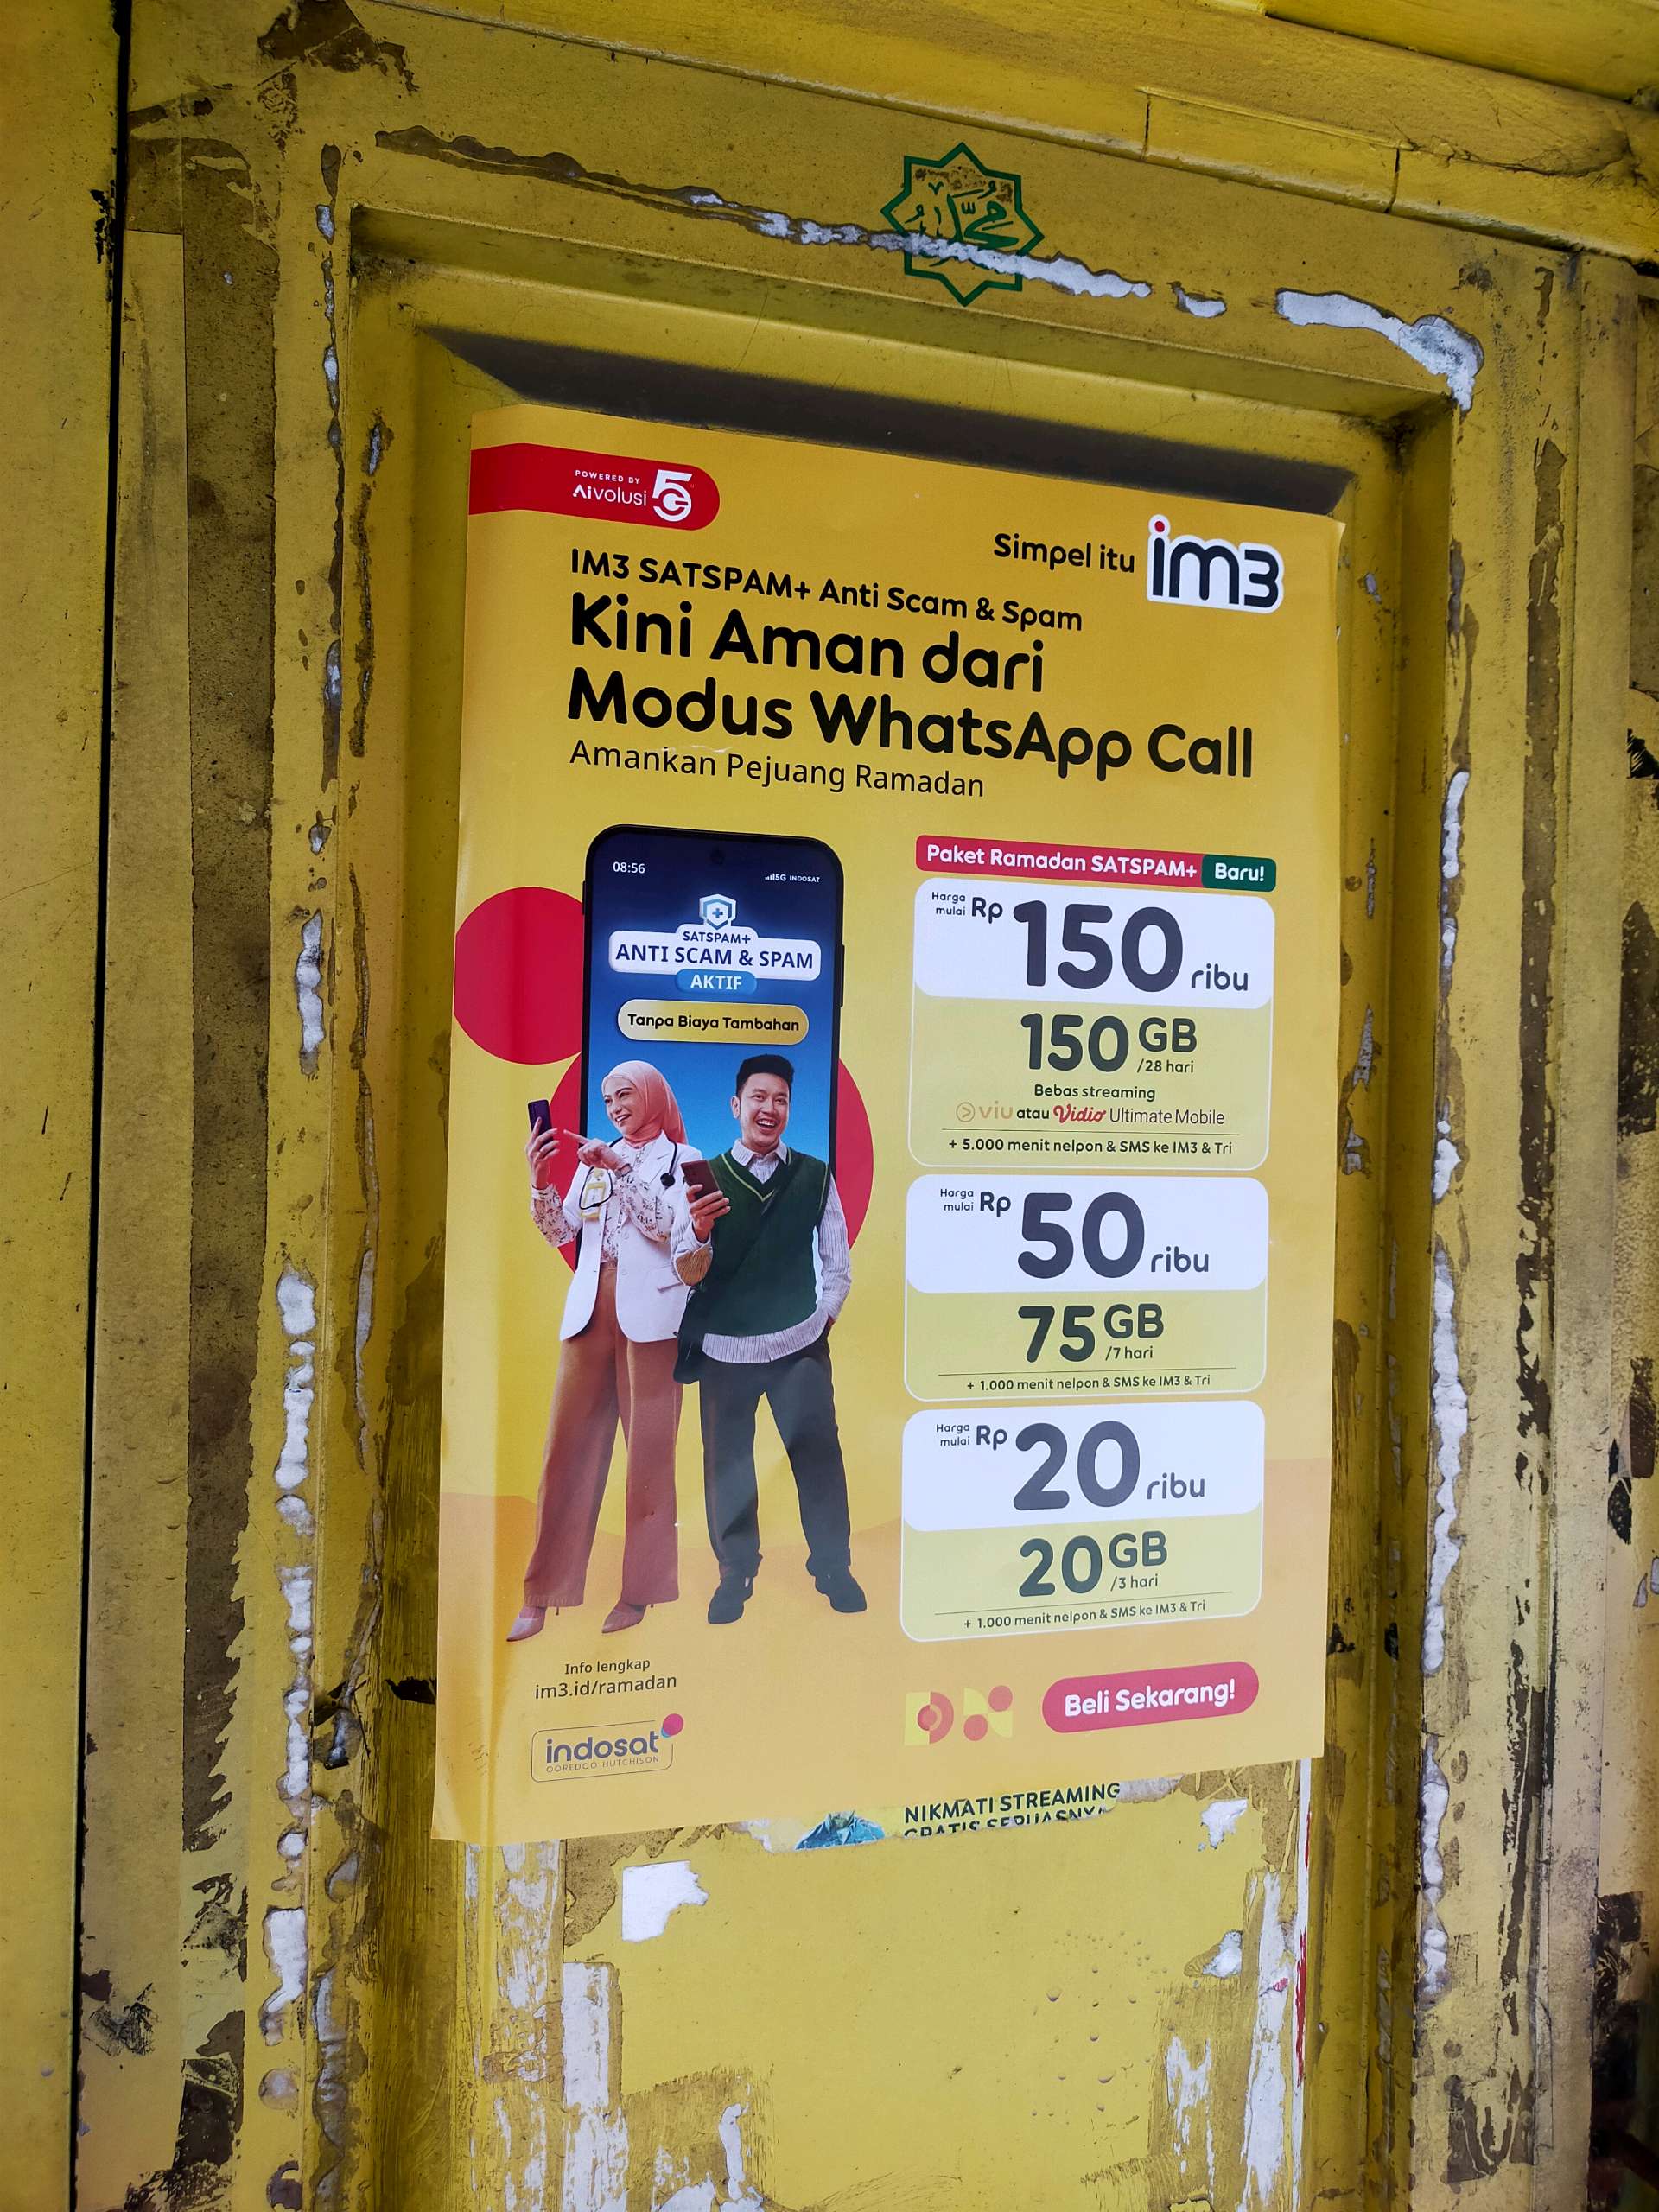 محمد
POWERED BY
Aivolusi 5G
Simpel itu im3
IM3 SATSPAM+ Anti Scam & Spam
Kini Aman dari
Modus WhatsApp Call
Amankan Pejuang Ramadan
08:56
5G INDOSAT
SATSPAM+
ANTI SCAM & SPAM
AKTIF
Tanpa Biaya Tambahan
Paket Ramadan SATSPAM+ Baru!
Harga mulai Rp 150 ribu
150 GB
/28 hari
Bebas streaming
viu atau Vidio Ultimate Mobile
+ 5.000 menit nelpon & SMS ke IM3 & Tri
Harga mulai Rp 50 ribu
75 GB
/7 hari
+ 1.000 menit nelpon & SMS ke IM3 & Tri
Harga mulai Rp 20 ribu
20 GB
/3 hari
+ 1.000 menit nelpon & SMS ke IM3 & Tri
Info lengkap
im3.id/ramadan
indosat
OOREDOO HUTCHISON
Beli Sekarang!
NIKMATI STREAMING
GRATIS SEPUASNYA